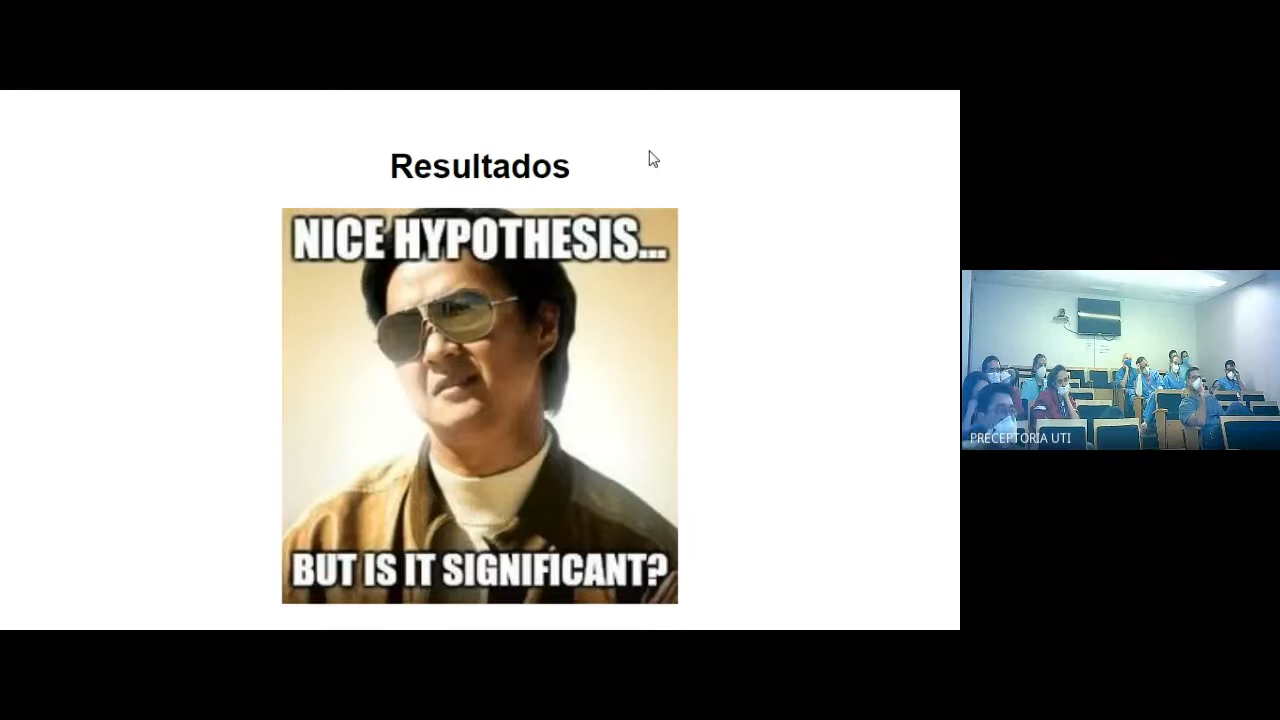 Resultados
NICE HYPOTHESIS...
BUT IS IT SIGNIFICANT?
PRECEPTORIA UTI